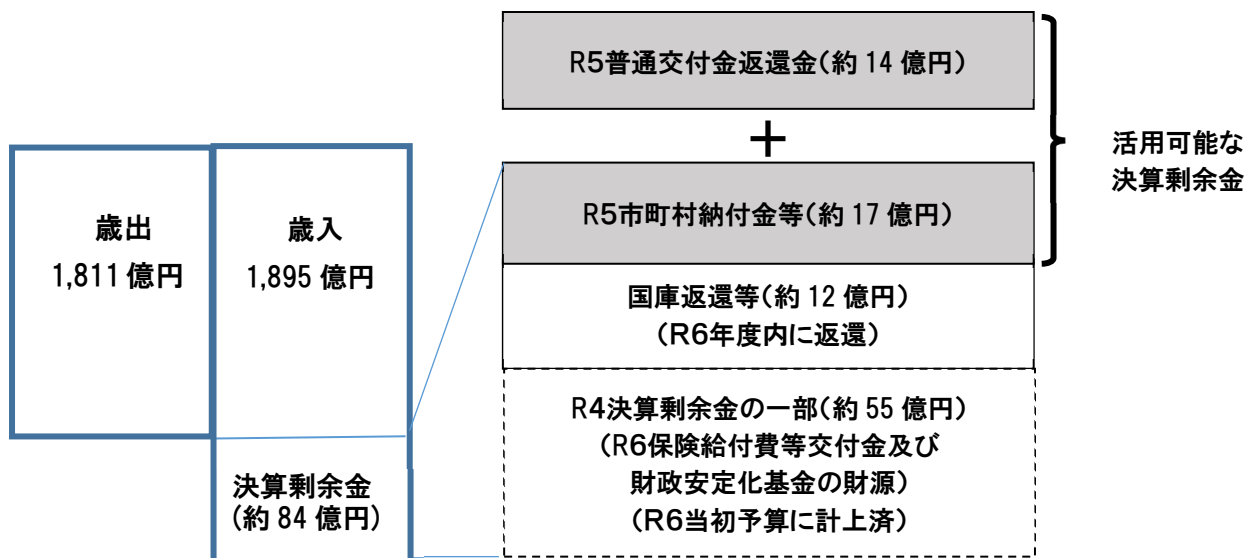 歳出
1,811 億円
歳入
1,895 億円
決算剰余金
(約 84 億円)
R5普通交付金返還金(約 14 億円)
+
R5市町村納付金等(約 17 億円)
国庫返還等(約 12 億円)
(R6年度内に返還)
R4決算剰余金の一部(約 55 億円)
(R6保険給付費等交付金及び
財政安定化基金の財源)
(R6当初予算に計上済)
活用可能な
決算剰余金